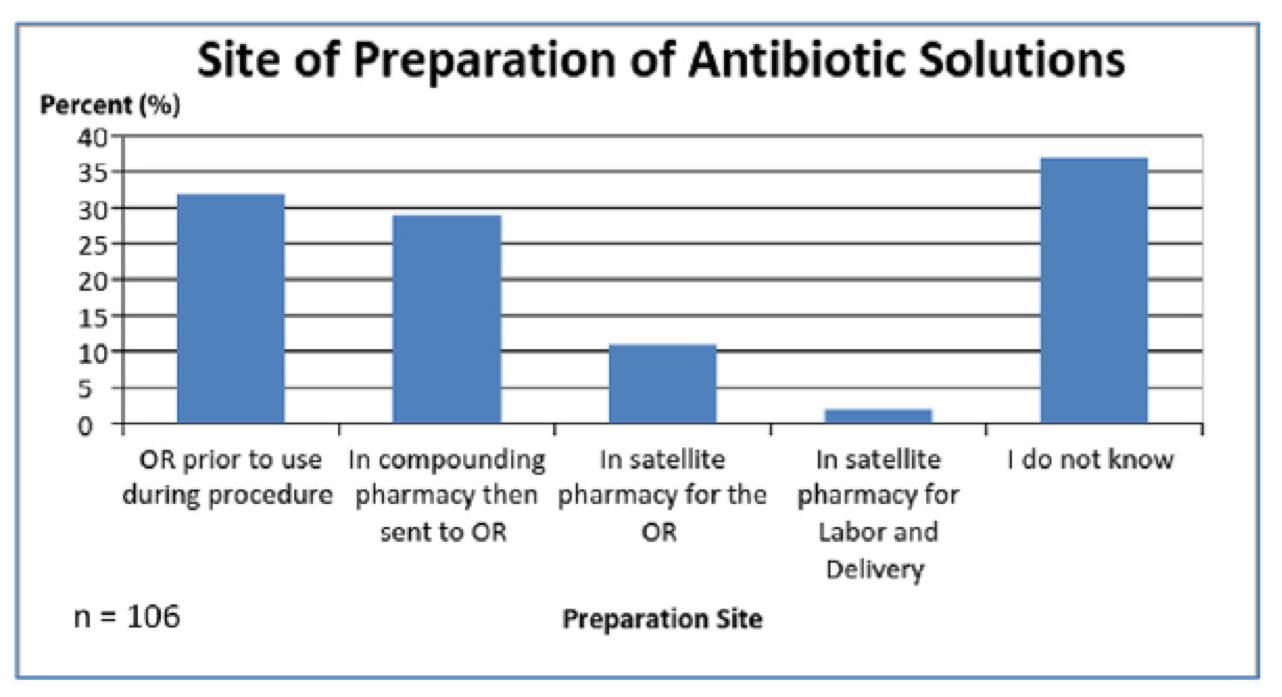 Site of Preparation of Antibiotic Solutions
Percent (%)
40
35
30
25
20
15
10
5
0
OR prior to use
during procedure
In compounding
pharmacy then
sent to OR
In satellite
pharmacy for the
OR
In satellite
pharmacy for
Labor and
Delivery
I do not know
n = 106
Preparation Site